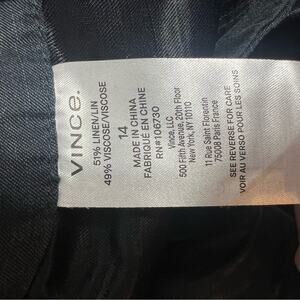 VINCE.
51% LINEN/LIN
49% VISCOSE/VISCOSE
14
MADE IN CHINA
FABRIQUÉ EN CHINE
RN#106730
Vince, LLC
500 Fifth Avenue, 20th Floor
New York, NY 10110
11 Rue Saint Florentin
75008 Paris France
SEE REVERSE FOR CARE
VOIR AU VERSO POUR LES SOINS